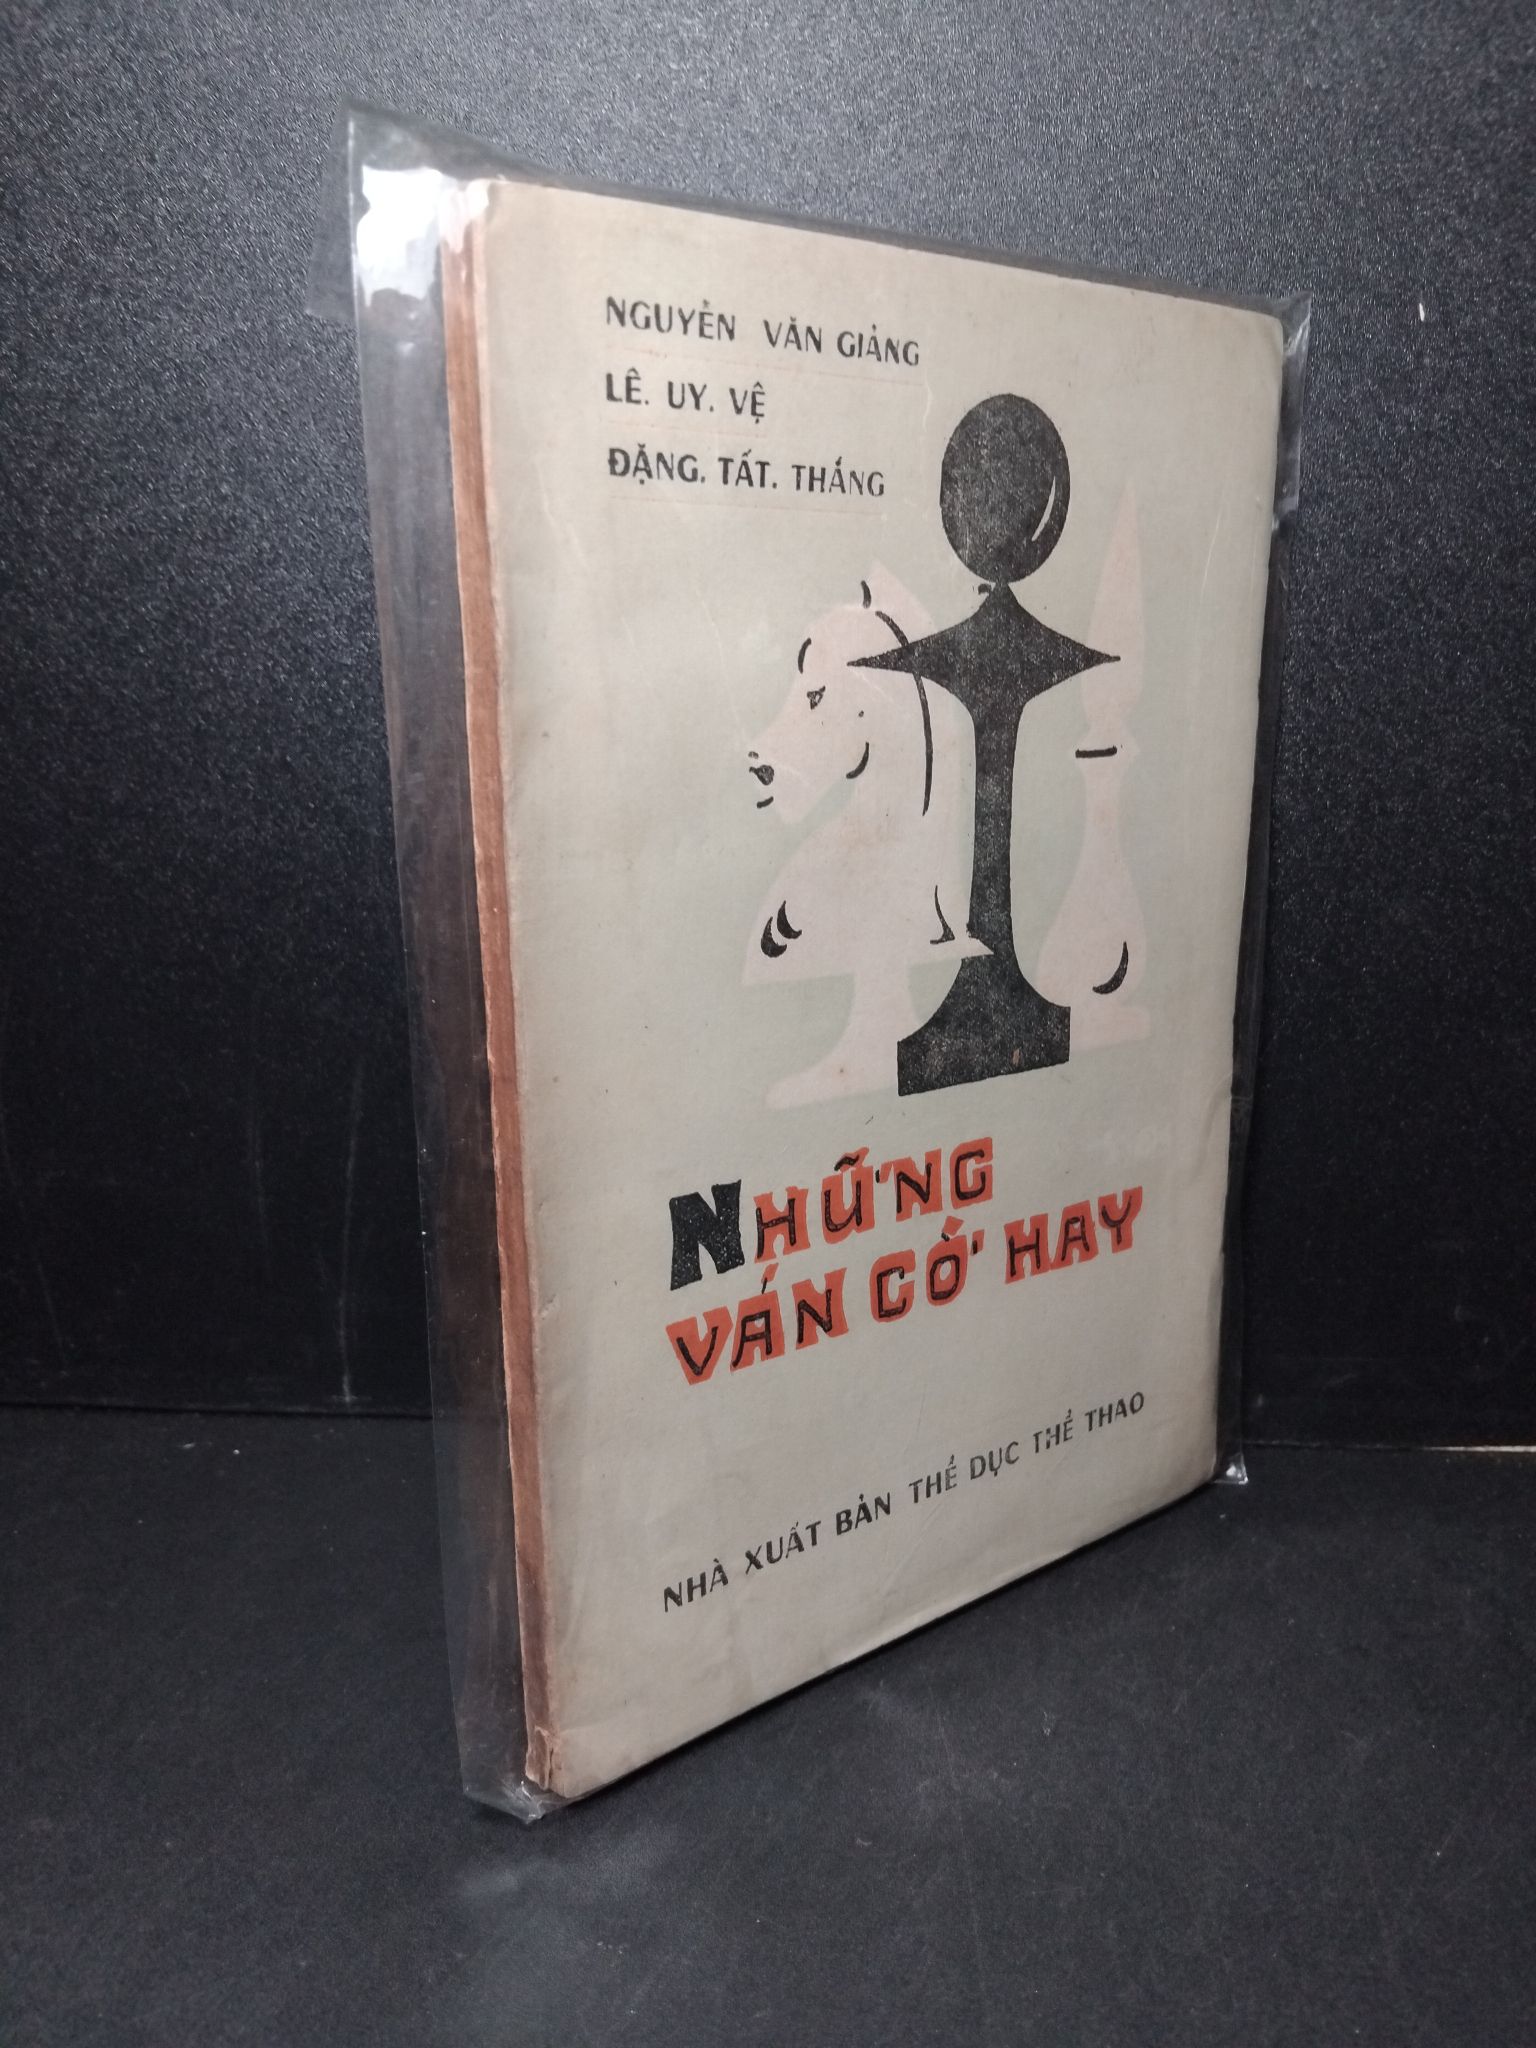 NGUYỄN VĂN GIẢNG
LÊ. UY. VỆ
ĐẶNG. TẤT. THẮNG
NHỮNG
VÁN CỜ HAY
NHÀ XUẤT BẢN THỂ DỤC THỂ THAO